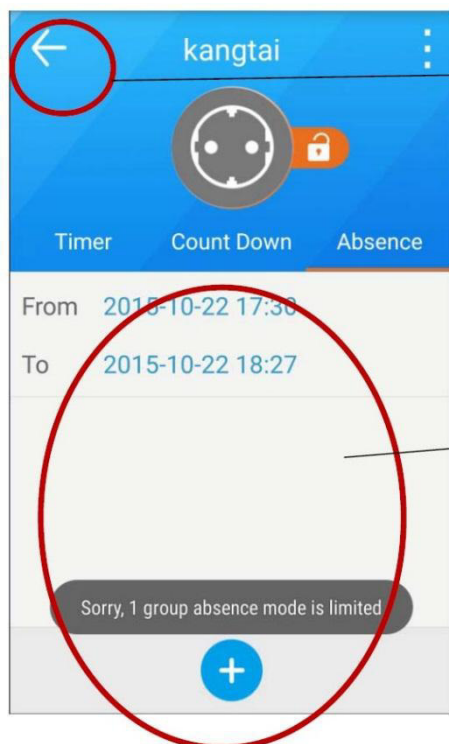 kangtai
Timer Count Down Absence
From 2015-10-22 17:30
To 2015-10-22 18:27
Sorry, 1 group absence mode is limited